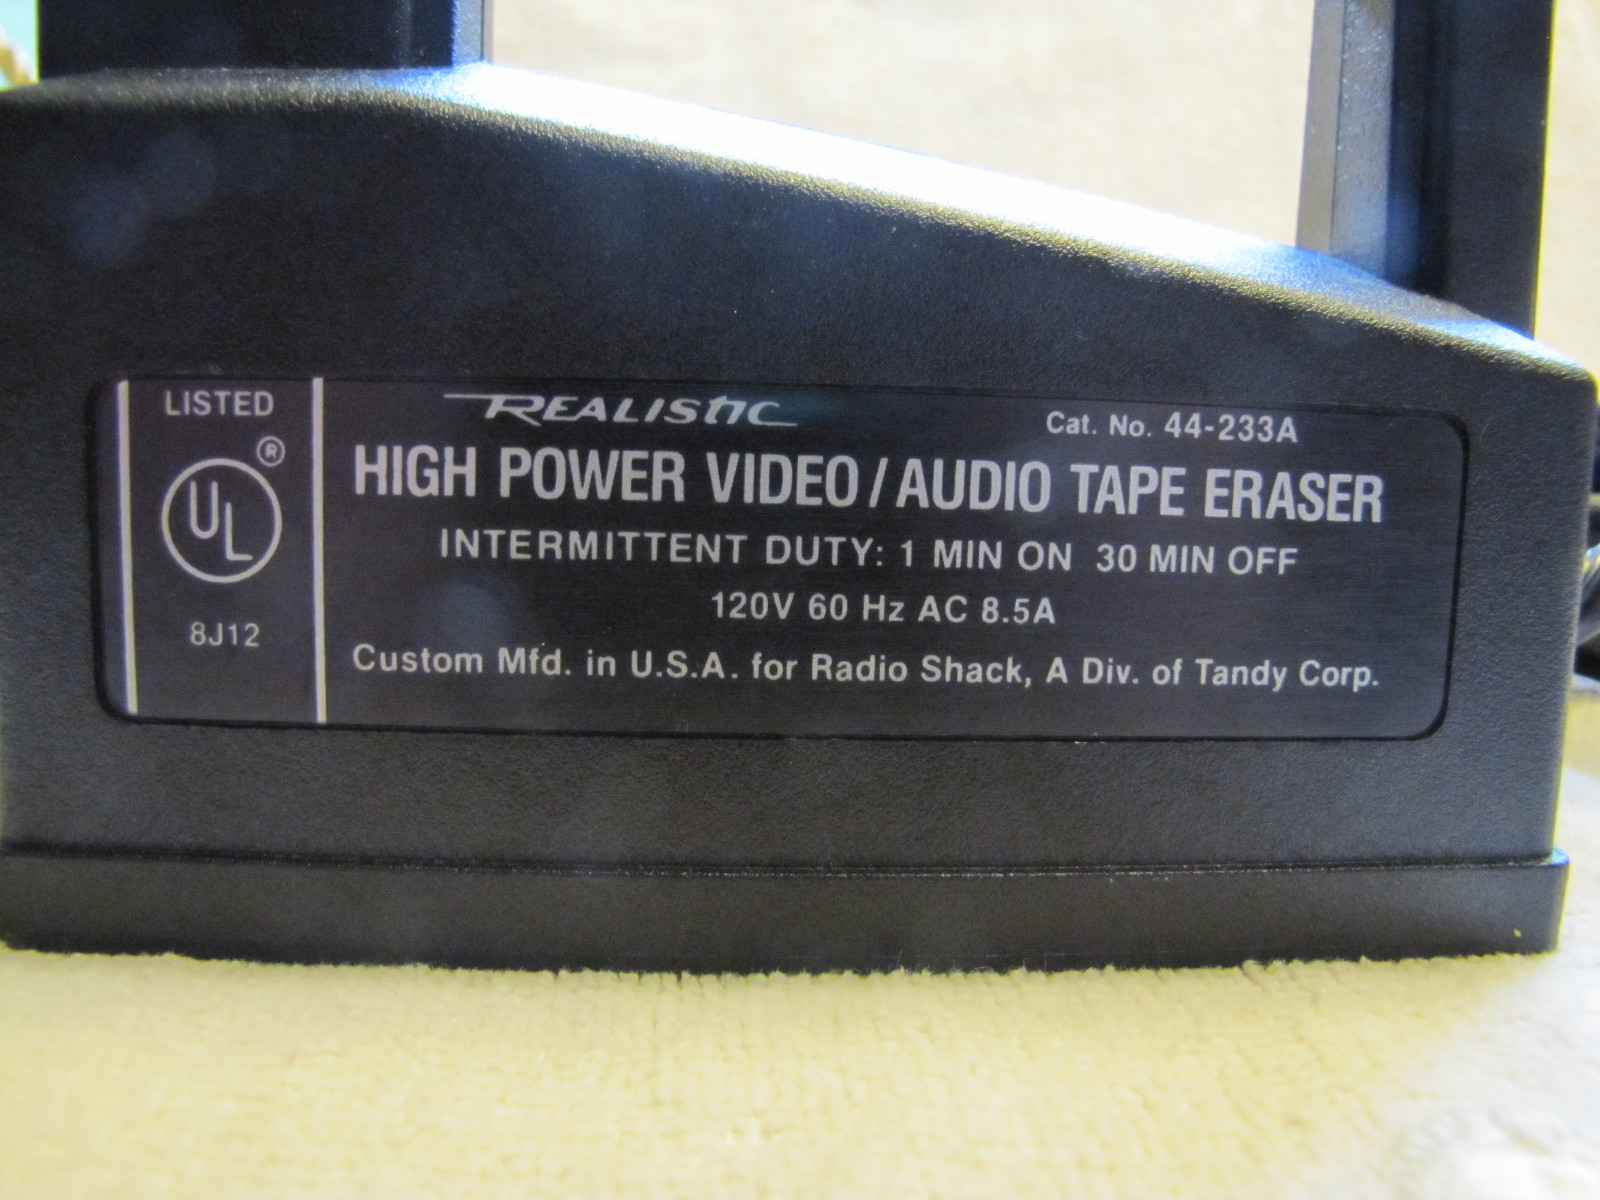 LISTED
®
UL
8J12
REALISTIC
Cat. No. 44-233A
HIGH POWER VIDEO/AUDIO TAPE ERASER
INTERMITTENT DUTY: 1 MIN ON 30 MIN OFF
120V 60 Hz AC 8.5A
Custom Mfd. in U.S.A. for Radio Shack, A Div. of Tandy Corp.